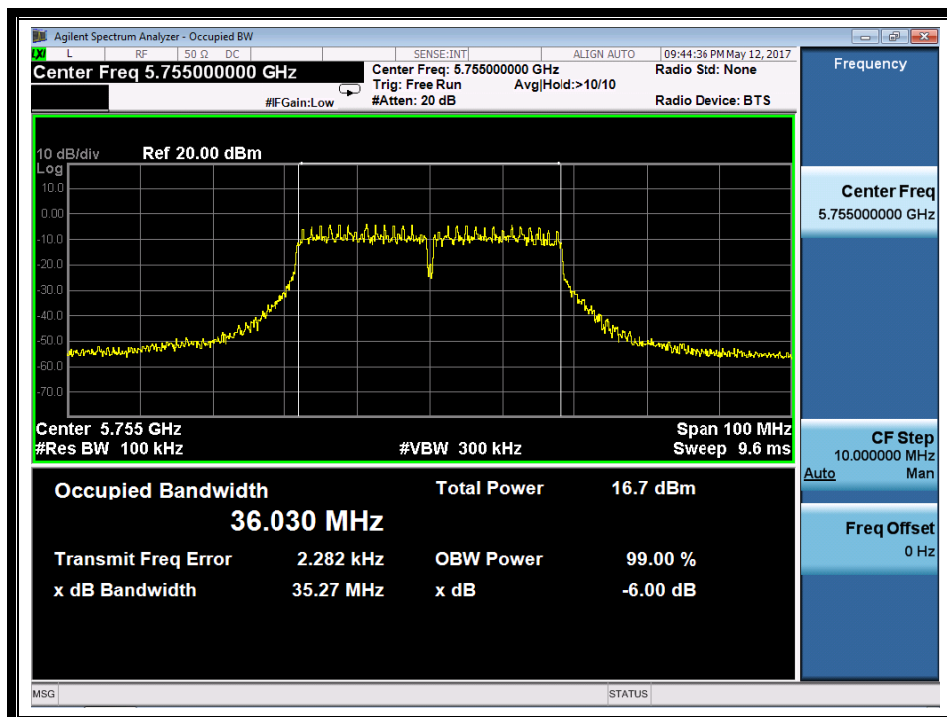 Agilent Spectrum Analyzer - Occupied BW
LXI L RF 50 Ω DC SENSE:INT ALIGN AUTO 09:44:36 PM May 12, 2017
Center Freq 5.755000000 GHz
Center Freq: 5.755000000 GHz Radio Std: None
Trig: Free Run Avg|Hold:>10/10
#IFGain:Low #Atten: 20 dB Radio Device: BTS
10 dB/div Ref 20.00 dBm
Log
10.0
0.00
-10.0
-20.0
-30.0
-40.0
-50.0
-60.0
-70.0
Center 5.755 GHz Span 100 MHz
#Res BW 100 kHz #VBW 300 kHz Sweep 9.6 ms
Occupied Bandwidth Total Power 16.7 dBm
36.030 MHz
Transmit Freq Error 2.282 kHz OBW Power 99.00 %
x dB Bandwidth 35.27 MHz x dB -6.00 dB
MSG STATUS
Frequency
Center Freq
5.755000000 GHz
CF Step
10.000000 MHz
Auto Man
Freq Offset
0 Hz